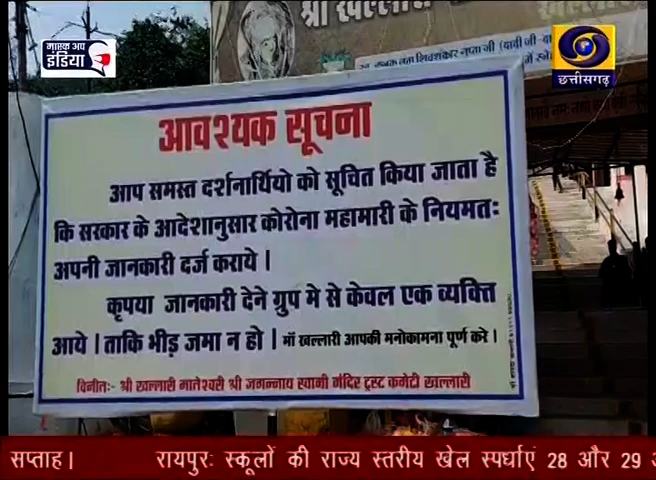 श्री खल्लारी
मास्क अप
इंडिया
छत्तीसगढ़
आवश्यक सूचना
आप समस्त दर्शनार्थियो को सूचित किया जाता है
कि सरकार के आदेशानुसार कोरोना महामारी के नियमतः
अपनी जानकारी दर्ज कराये।
कृपया जानकारी देने ग्रुप मे से केवल एक व्यक्ति
आये। ताकि भीड़ जमा न हो। माँ खल्लारी आपकी मनोकामना पूर्ण करे।
विनीतः- श्री खल्लारी मातेश्वरी श्री जगन्नाथ स्वामी मंदिर ट्रस्ट कमेटी खल्लारी
सप्ताह। रायपुरः स्कूलों की राज्य स्तरीय खेल स्पर्धाएं 28 और 29